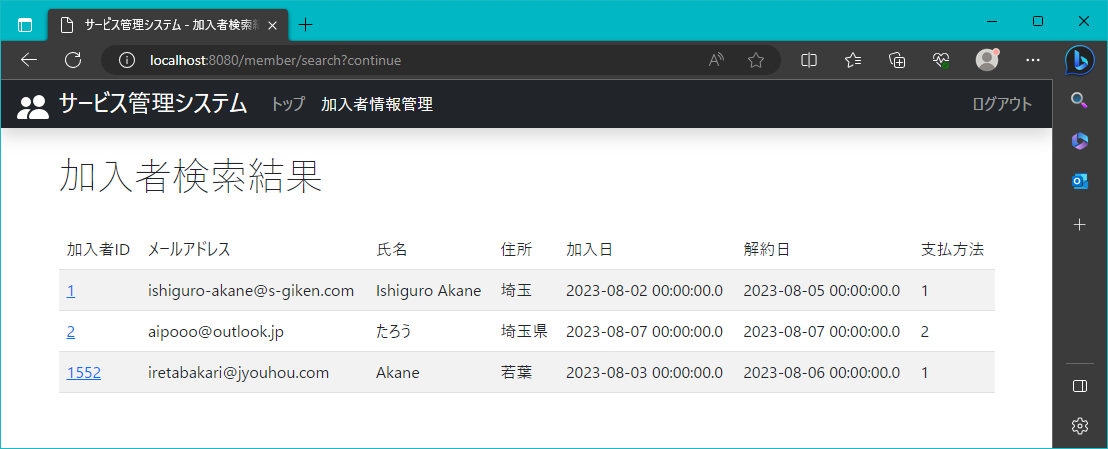 サービス管理システム - 加入者検索結
localhost:8080/member/search?continue
サービス管理システム トップ 加入者情報管理 ログアウト
加入者検索結果
加入者ID メールアドレス 氏名 住所 加入日 解約日 支払方法
1 ishiguro-akane@s-giken.com Ishiguro Akane 埼玉 2023-08-02 00:00:00.0 2023-08-05 00:00:00.0 1
2 aipooo@outlook.jp たろう 埼玉県 2023-08-07 00:00:00.0 2023-08-07 00:00:00.0 2
1552 iretabakari@jyouhou.com Akane 若葉 2023-08-03 00:00:00.0 2023-08-06 00:00:00.0 1